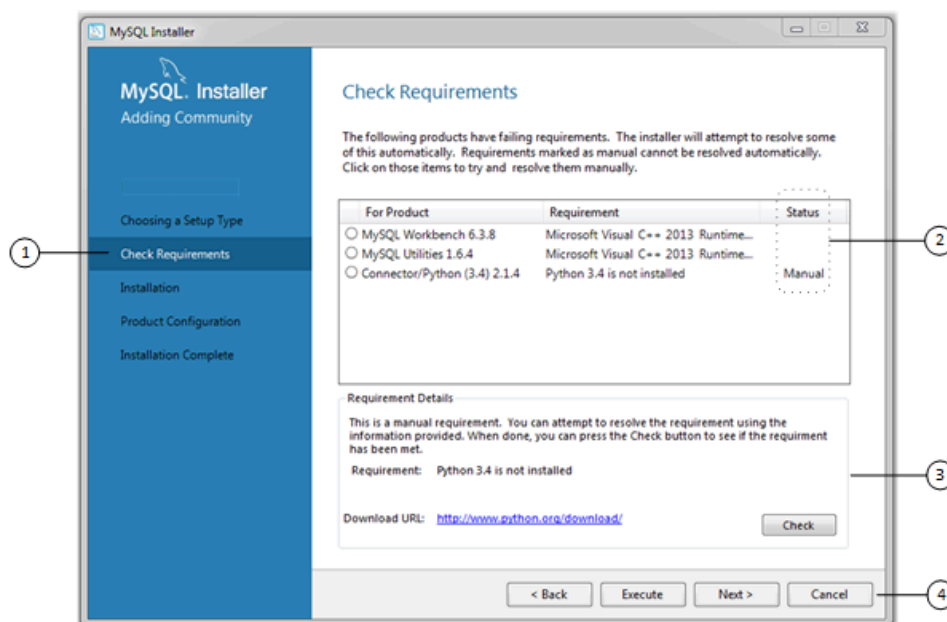 MySQL Installer
MySQL. Installer
Adding Community
Choosing a Setup Type
Check Requirements
Installation
Product Configuration
Installation Complete
Check Requirements
The following products have failing requirements. The installer will attempt to resolve some
of this automatically. Requirements marked as manual cannot be resolved automatically.
Click on those items to try and resolve them manually.
For Product Requirement Status
MySQL Workbench 6.3.8 Microsoft Visual C++ 2013 Runtime...
MySQL Utilities 1.6.4 Microsoft Visual C++ 2013 Runtime...
Connector/Python (3.4) 2.1.4 Python 3.4 is not installed Manual
Requirement Details
This is a manual requirement. You can attempt to resolve the requirement using the
information provided. When done, you can press the Check button to see if the requirment
has been met.
Requirement: Python 3.4 is not installed
Download URL: http://www.python.org/download/
Check
< Back Execute Next > Cancel
1
2
3
4